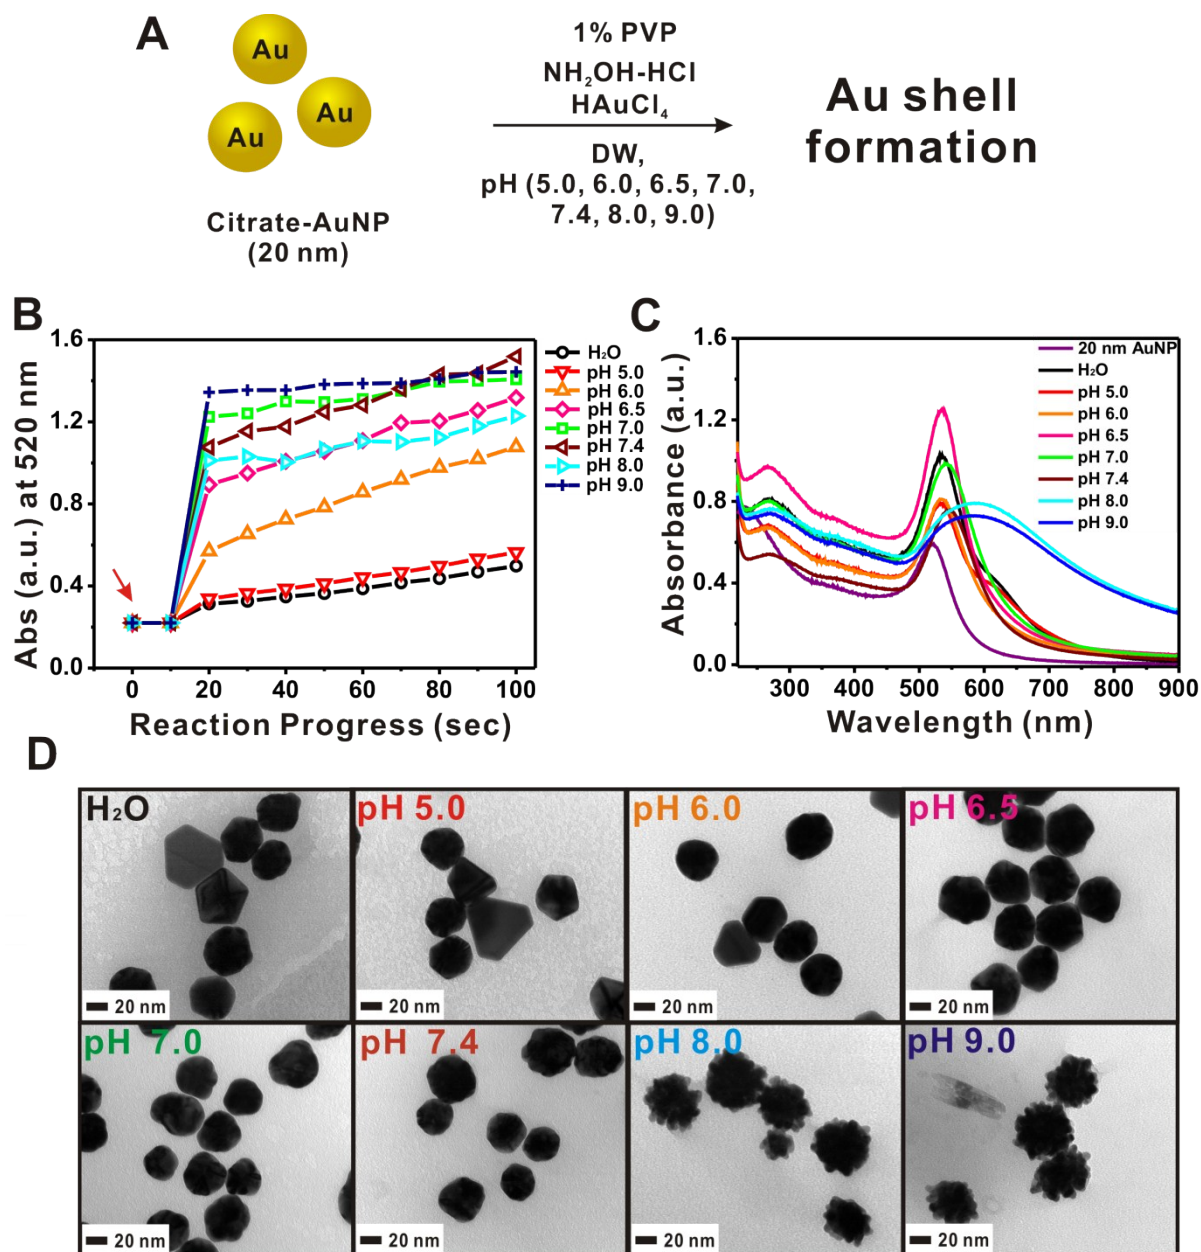 A
Au
Au
Au
Citrate-AuNP
(20 nm)
1% PVP
NH₂OH-HCl
HAuCl₄
DW,
pH (5.0, 6.0, 6.5, 7.0,
7.4, 8.0, 9.0)
Au shell
formation
B
Abs (a.u.) at 520 nm
1.6
1.2
0.8
0.4
0.0
0 20 40 60 80 100
Reaction Progress (sec)
H₂O
pH 5.0
pH 6.0
pH 6.5
pH 7.0
pH 7.4
pH 8.0
pH 9.0
C
Absorbance (a.u.)
1.6
1.2
0.8
0.4
0.0
300 400 500 600 700 800 900
Wavelength (nm)
20 nm AuNP
H₂O
pH 5.0
pH 6.0
pH 6.5
pH 7.0
pH 7.4
pH 8.0
pH 9.0
D
H₂O
20 nm
pH 5.0
20 nm
pH 6.0
20 nm
pH 6.5
20 nm
pH 7.0
20 nm
pH 7.4
20 nm
pH 8.0
20 nm
pH 9.0
20 nm